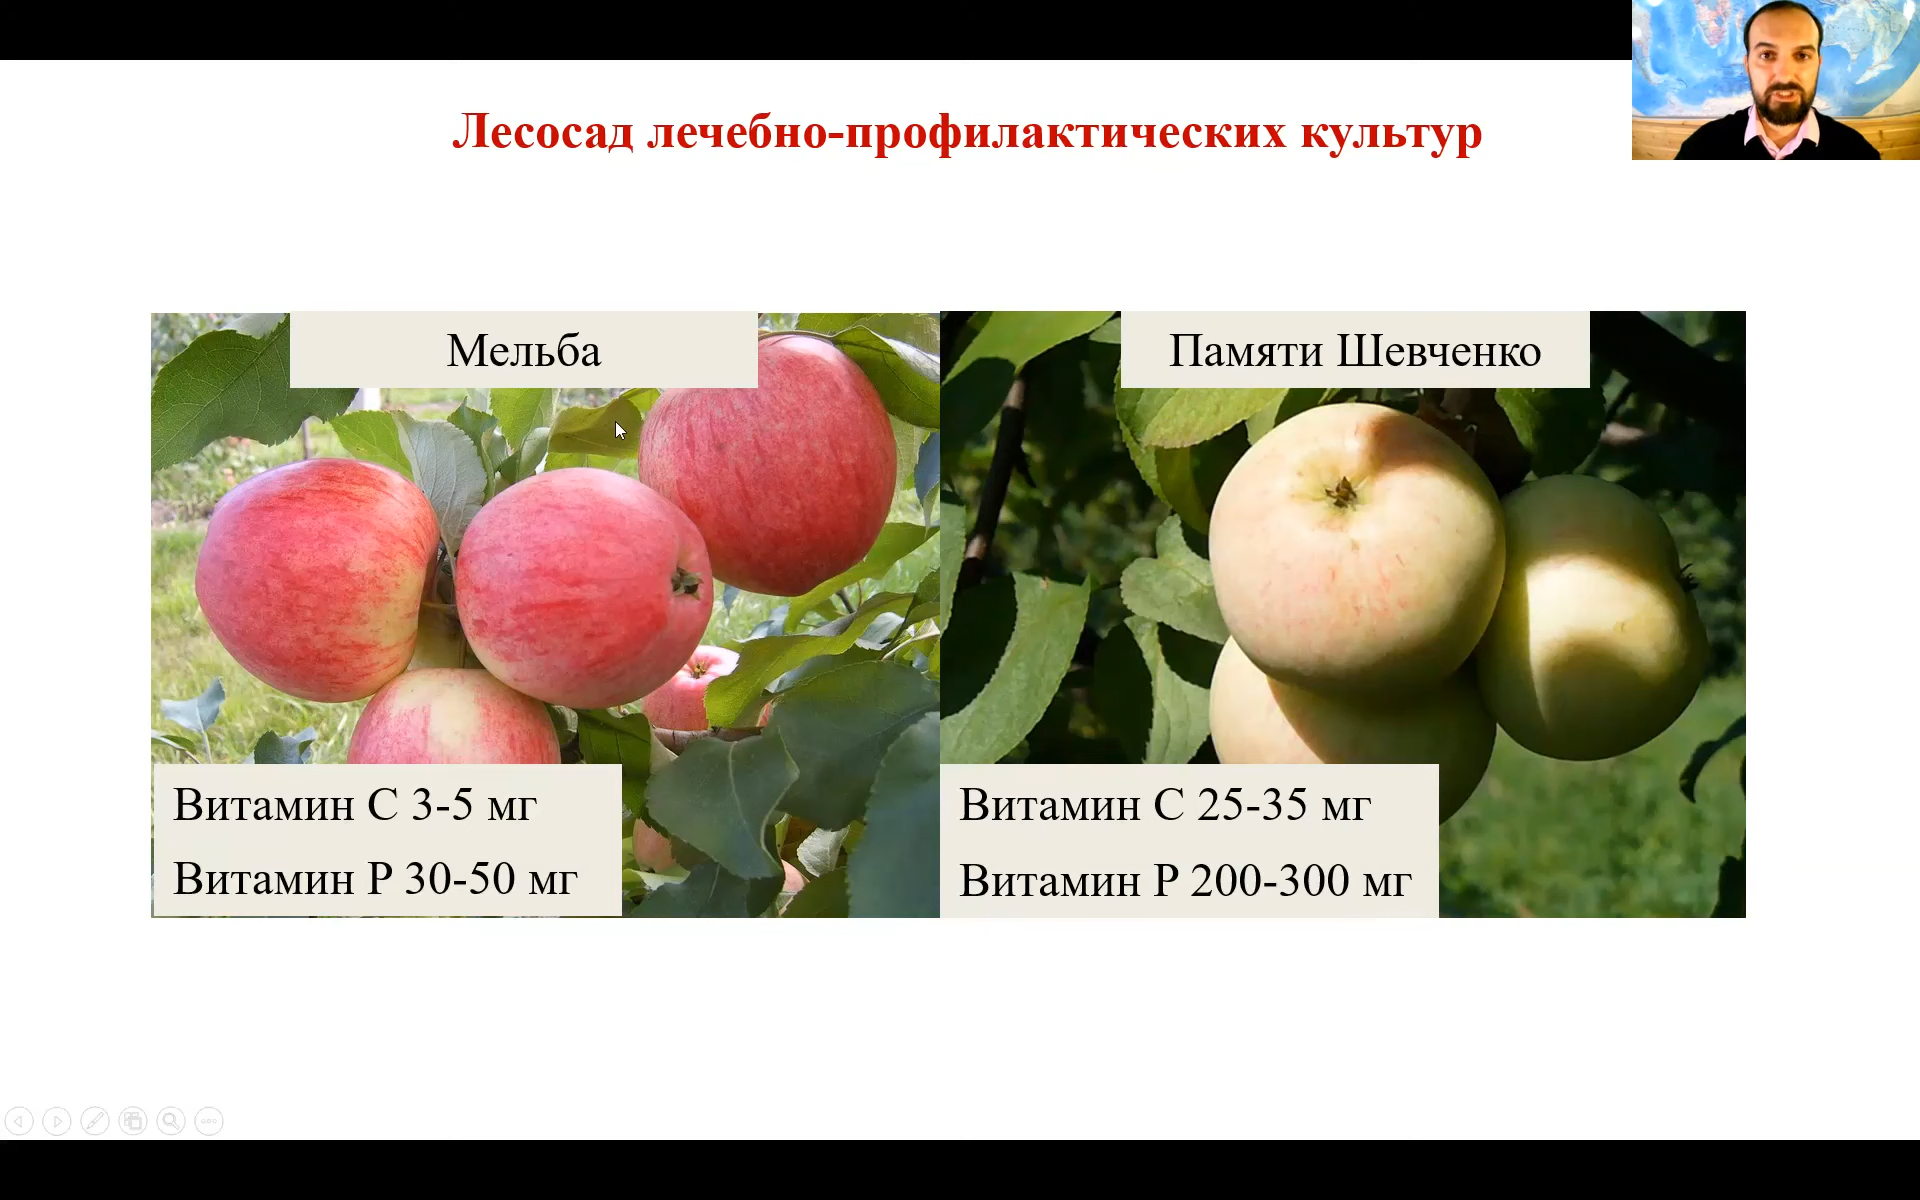 Лесосад лечебно-профилактических культур
Мельба
Памяти Шевченко
Витамин С 3-5 мг
Витамин Р 30-50 мг
Витамин С 25-35 мг
Витамин Р 200-300 мг